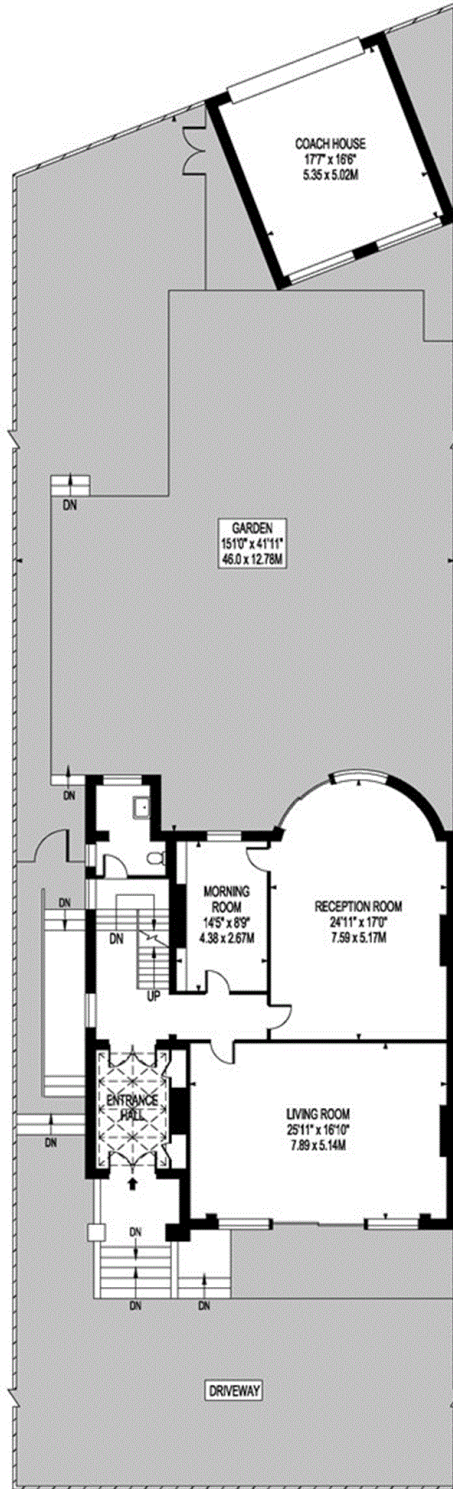 COACH HOUSE
17'7" x 16'6"
5.35 x 5.02M
DN
GARDEN
151'0" x 41'11"
46.0 x 12.78M
DN
DN
DN
UP
MORNING
ROOM
14'5" x 8'9"
4.38 x 2.67M
RECEPTION ROOM
24'11" x 17'0"
7.59 x 5.17M
ENTRANCE
HALL
LIVING ROOM
25'11" x 16'10"
7.89 x 5.14M
DN
DN
DN
DN
DRIVEWAY